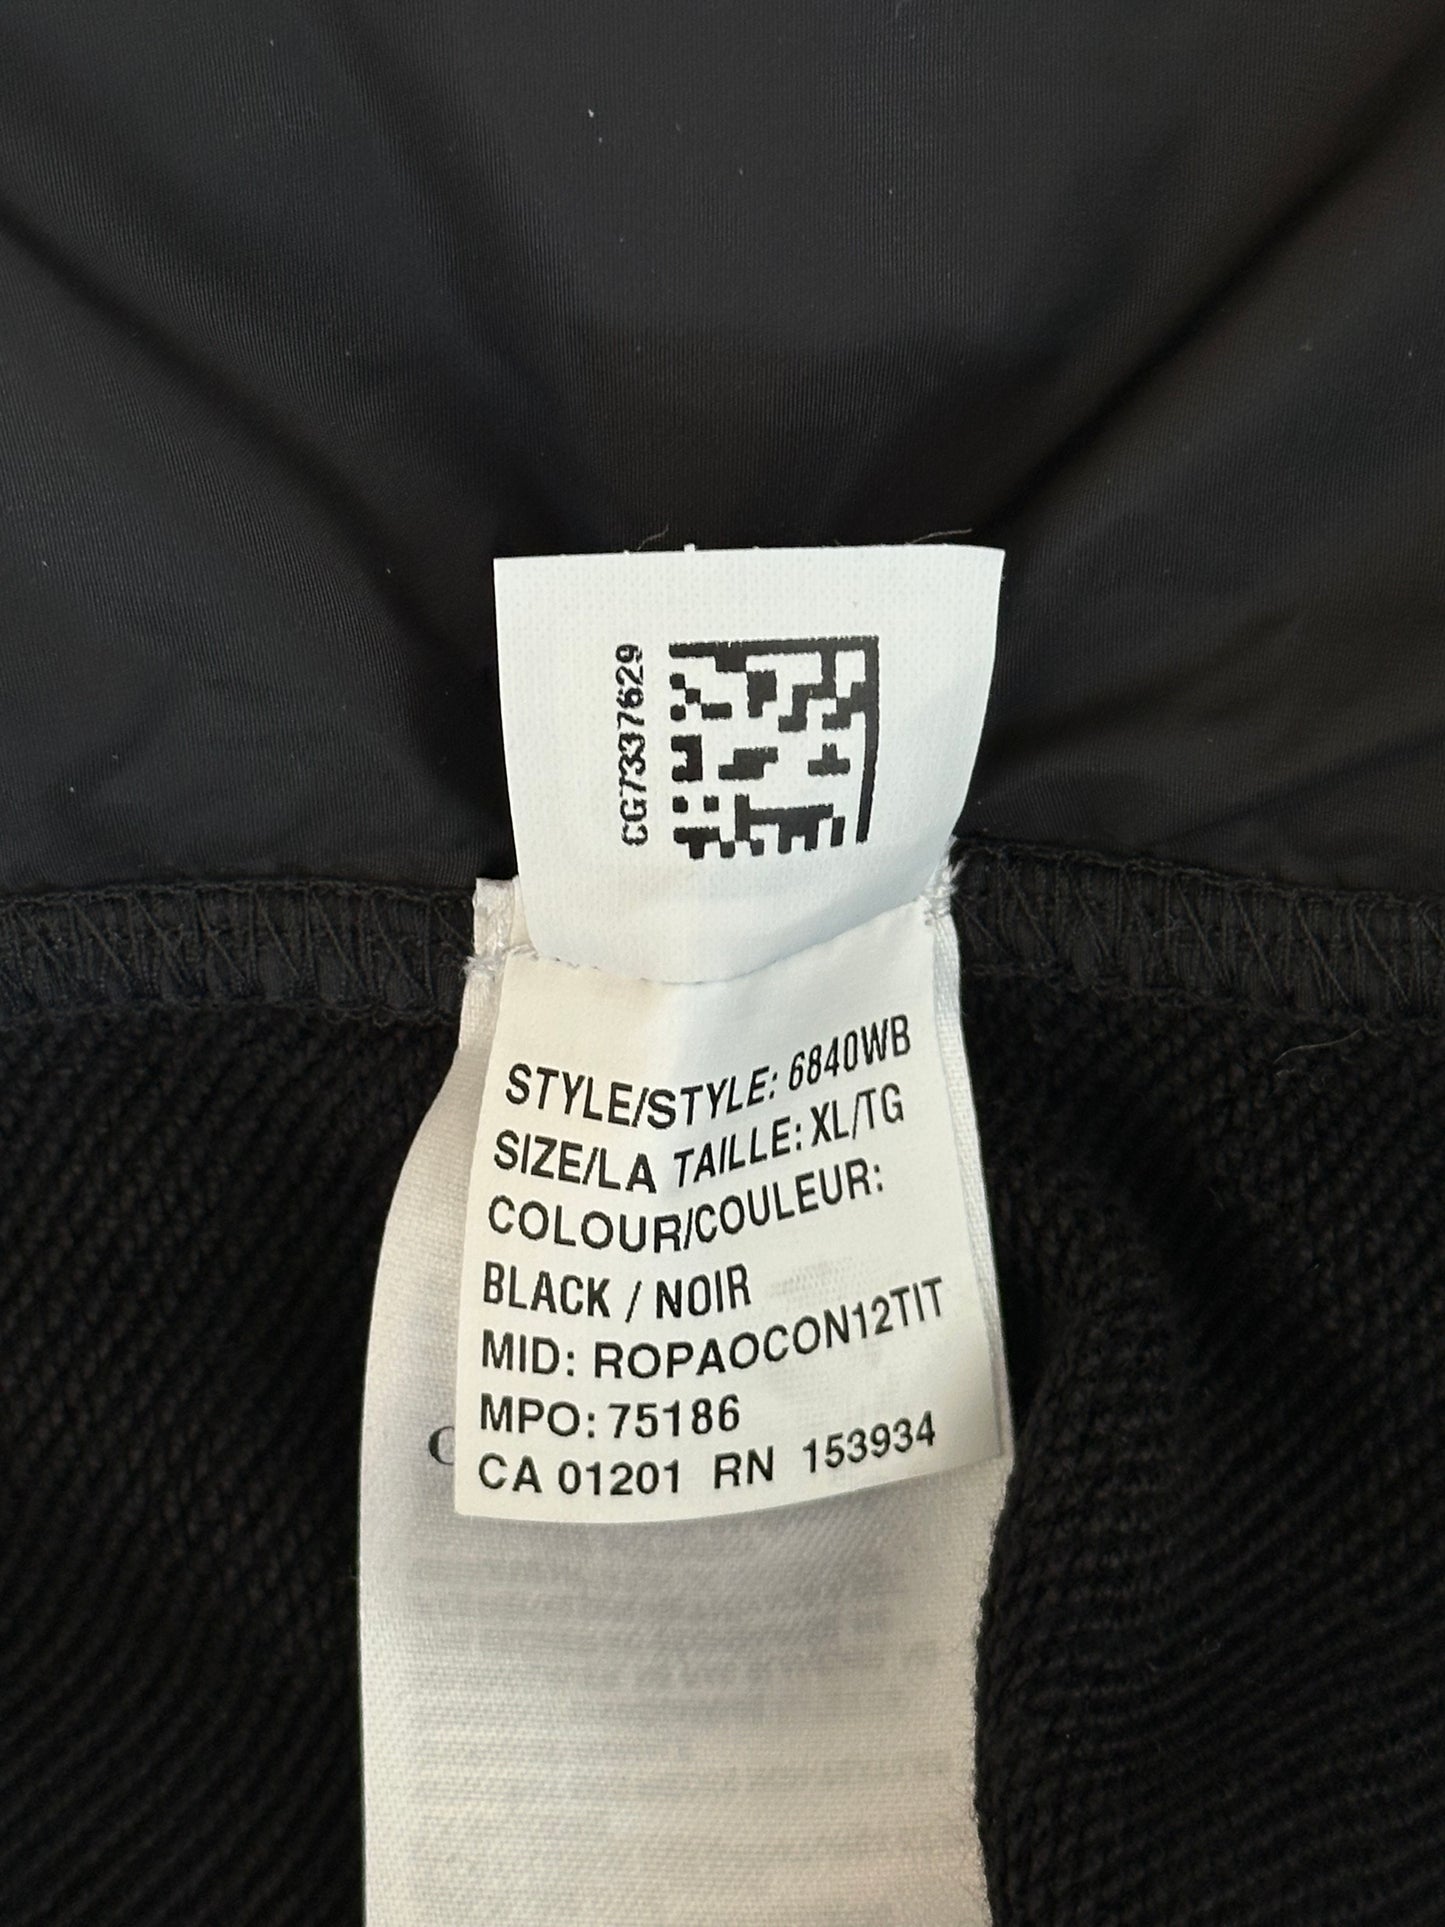 CG7337629
STYLE/STYLE: 6840WB
SIZE/LA TAILLE: XL/TG
COLOUR/COULEUR:
BLACK / NOIR
MID: ROPAOCON12TIT
MPO: 75186
CA 01201 RN 153934